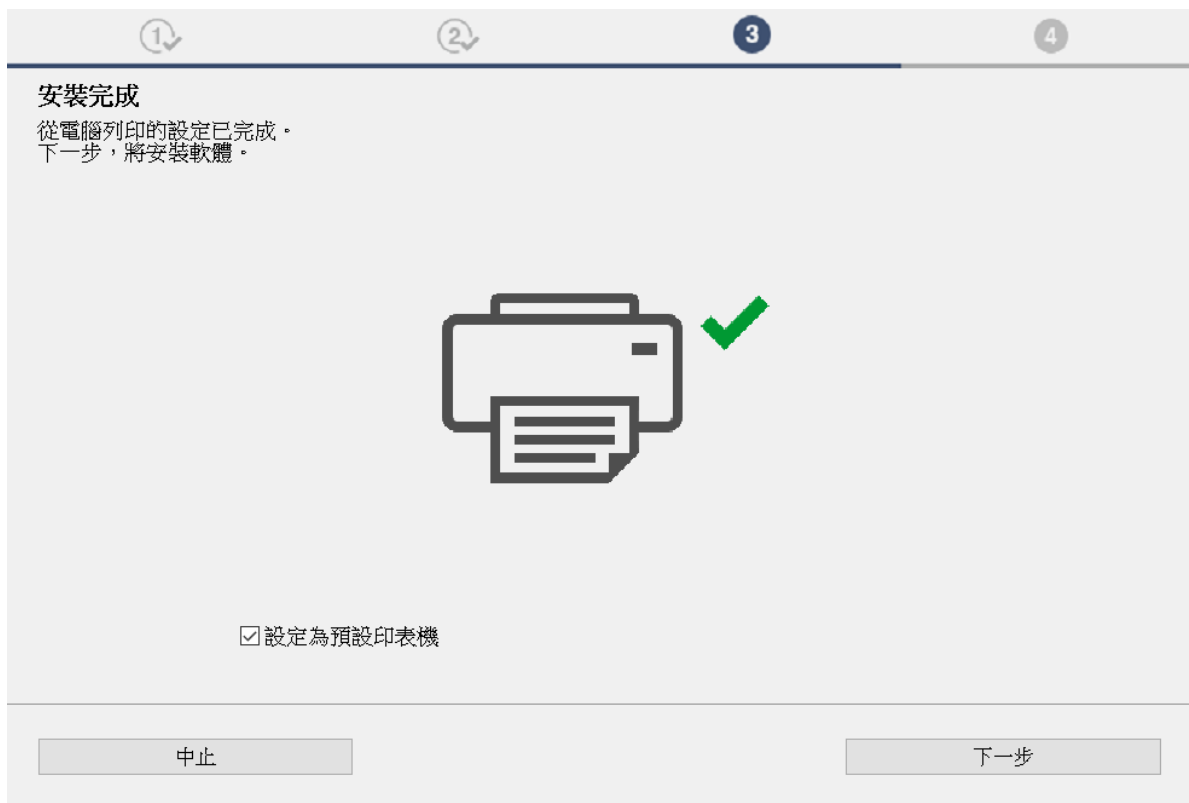 1 2 3 4
安裝完成
從電腦列印的設定已完成。
下一步，將安裝軟體。
設定為預設印表機
中止 下一步